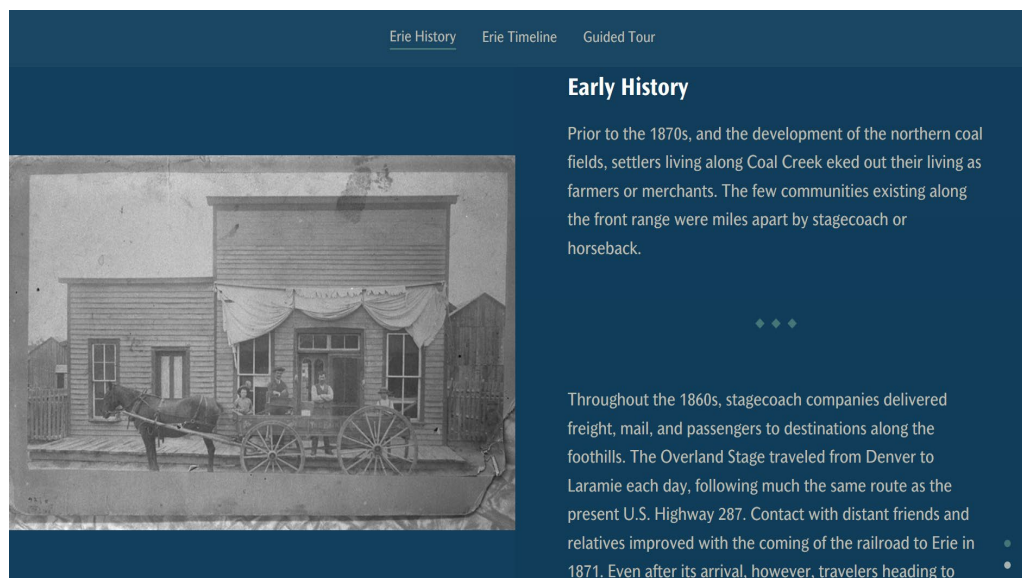 Erie History
Erie Timeline
Guided Tour
Early History
Prior to the 1870s, and the development of the northern coal
fields, settlers living along Coal Creek eked out their living as
farmers or merchants. The few communities existing along
the front range were miles apart by stagecoach or
horseback.
Throughout the 1860s, stagecoach companies delivered
freight, mail, and passengers to destinations along the
foothills. The Overland Stage traveled from Denver to
Laramie each day, following much the same route as the
present U.S. Highway 287. Contact with distant friends and
relatives improved with the coming of the railroad to Erie in
1871. Even after its arrival, however, travelers heading to